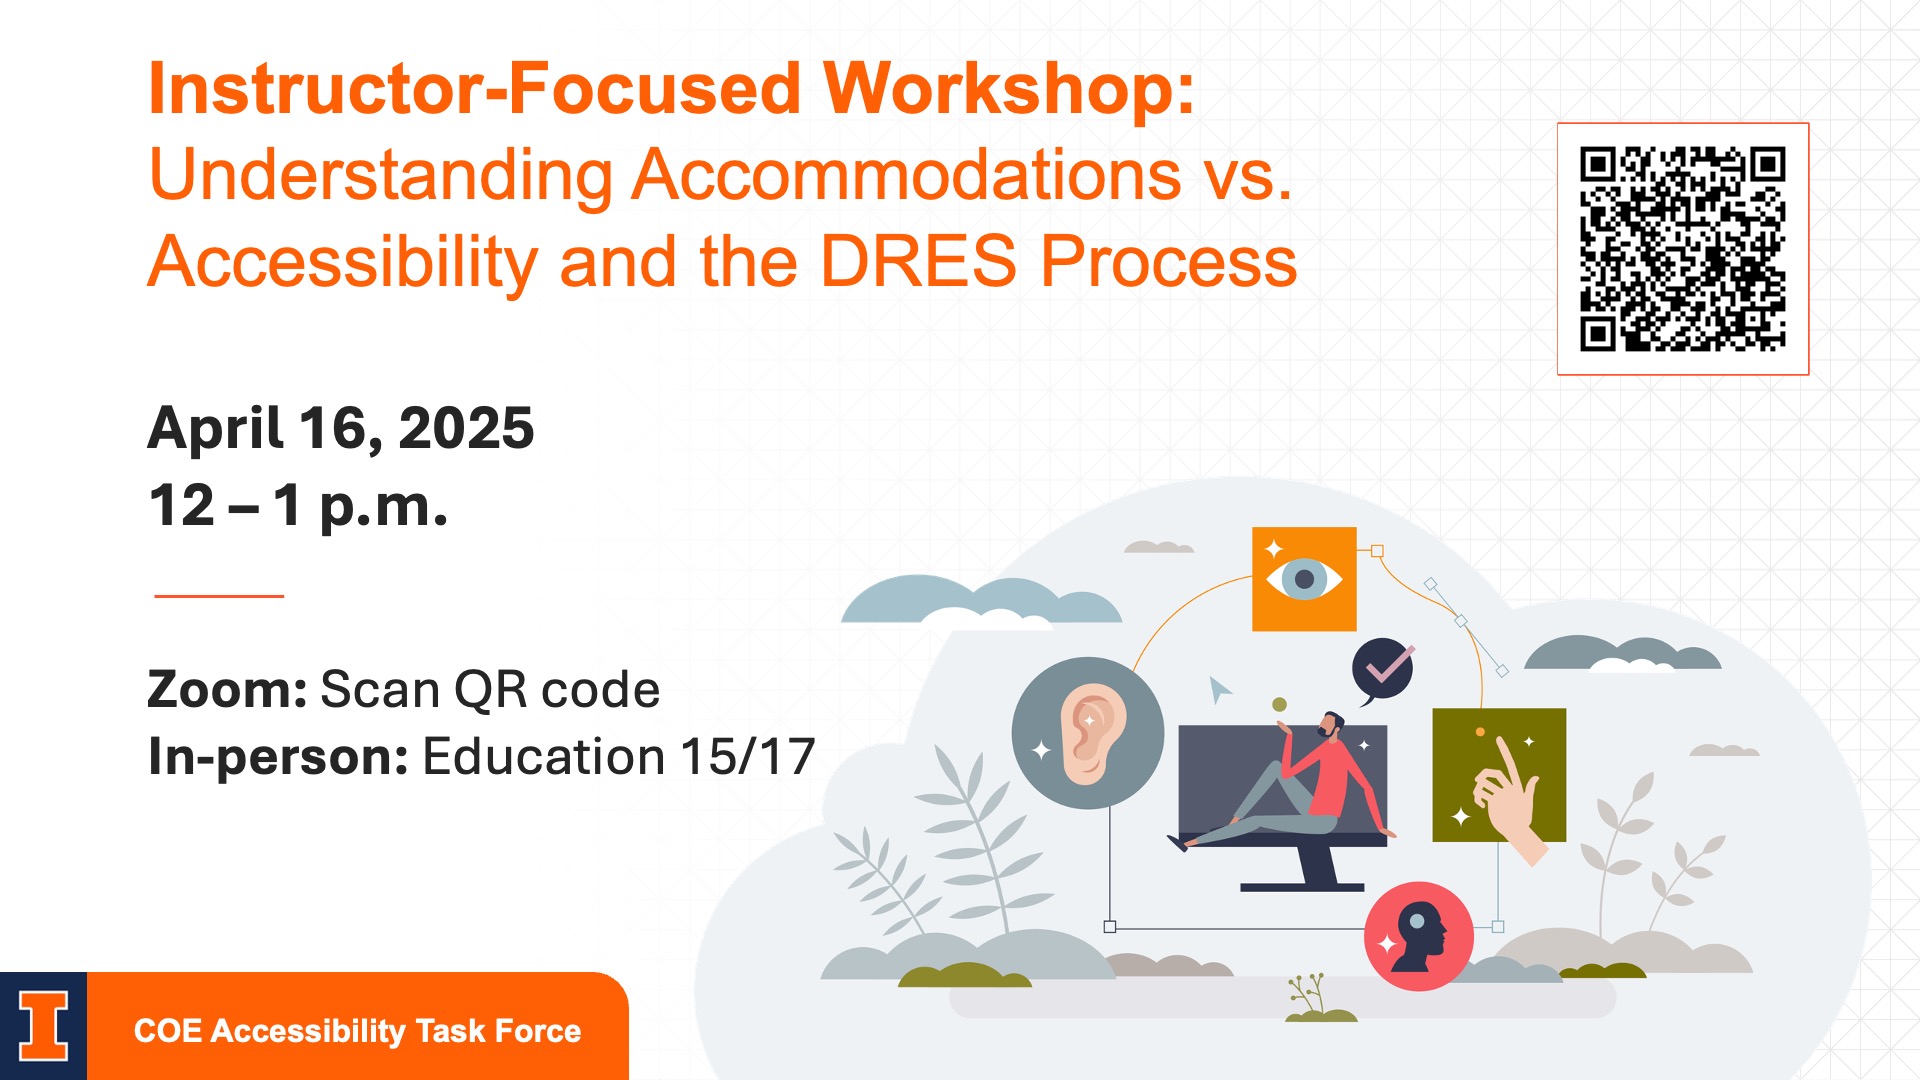 Instructor-Focused Workshop:
Understanding Accommodations vs.
Accessibility and the DRES Process
April 16, 2025
12 – 1 p.m.
Zoom: Scan QR code
In-person: Education 15/17
I
COE Accessibility Task Force